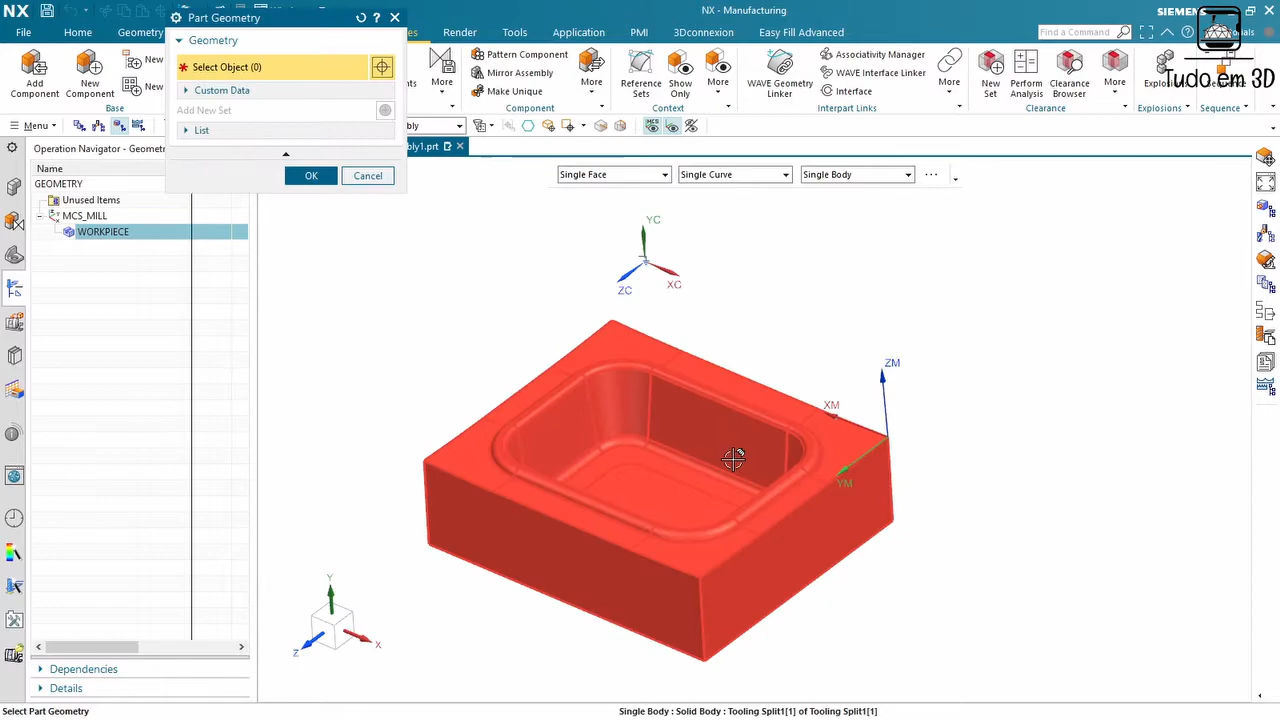 NX
Window
NX - Manufacturing
SIEMENS
File
Home
Geometry
Render
Tools
Application
PMI
3Dconnexion
Easy Fill Advanced
Find a Command
Tudo em 3D
Add Component
New Component
New
New
Base
More
Pattern Component
Mirror Assembly
Make Unique
More
Component
Reference Sets
Show Only
More
Context
WAVE Geometry Linker
Associativity Manager
WAVE Interface Linker
Interface
More
Interpart Links
New Set
Perform Analysis
Clearance Browser
More
Clearance
Explosions
Sequence
Menu
Part Geometry
Geometry
* Select Object (0)
Custom Data
Add New Set
List
OK
Cancel
Operation Navigator - Geometr
Name
GEOMETRY
Unused Items
MCS_MILL
WORKPIECE
Dependencies
Details
bly1.prt
Single Face
Single Curve
Single Body
YC
ZC
XC
ZM
XM
YM
Y
Z
X
Select Part Geometry
Single Body : Solid Body : Tooling Split1[1] of Tooling Split1[1]